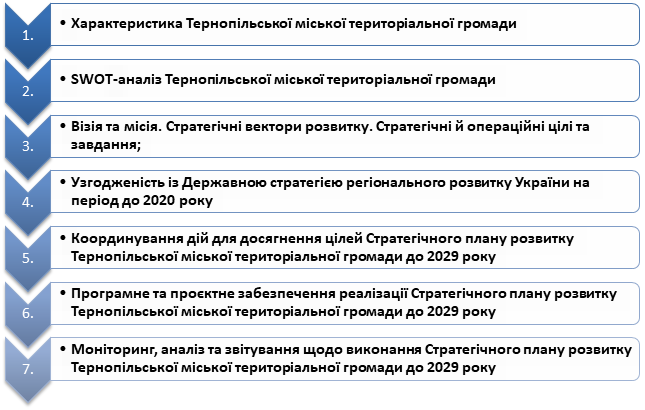 1.
• Характеристика Тернопільської міської територіальної громади
2.
• SWOT-аналіз Тернопільської міської територіальної громади
3.
• Візія та місія. Стратегічні вектори розвитку. Стратегічні й операційні цілі та
завдання;
4.
• Узгодженість із Державною стратегією регіонального розвитку України на
період до 2020 року
5.
• Координування дій для досягнення цілей Стратегічного плану розвитку
Тернопільської міської територіальної громади до 2029 року
6.
• Програмне та проєктне забезпечення реалізації Стратегічного плану розвитку
Тернопільської міської територіальної громади до 2029 року
7.
• Моніторинг, аналіз та звітування щодо виконання Стратегічного плану розвитку
Тернопільської міської територіальної громади до 2029 року